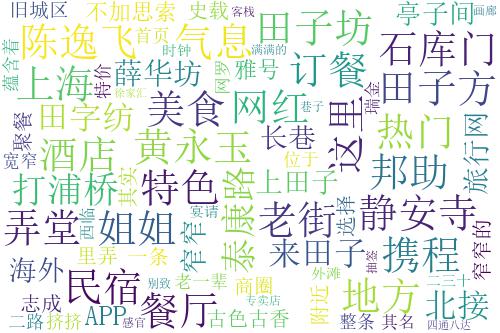 旧城区 不加思索 史载 客栈 田子坊 亭子间 画廊
蕴含着 陈逸飞 首页 气息 时钟 满满的 石库门
上海 特价 薛华坊 网罗 雅号 订餐 田子方
徐家汇 美食 网红 巷子 这里 瑞金
聚餐 田字纺 黄永玉 长巷 热门 旅行网
宽窄 酒店 其实 位于 邦助
打浦桥 特色 泰康路 上田子 选择 静安寺
弄堂 西临 姐姐 宴请 窄窄 老街 来田子 抽签 携程 窄窄的
海外 里弄 一条 老一辈 别致 商圈 外滩 地方 二三十 北接
民宿 餐厅 专卖店 附近
二路 志成 拥挤 APP 感官 古色古香 整条 其名 四通八达